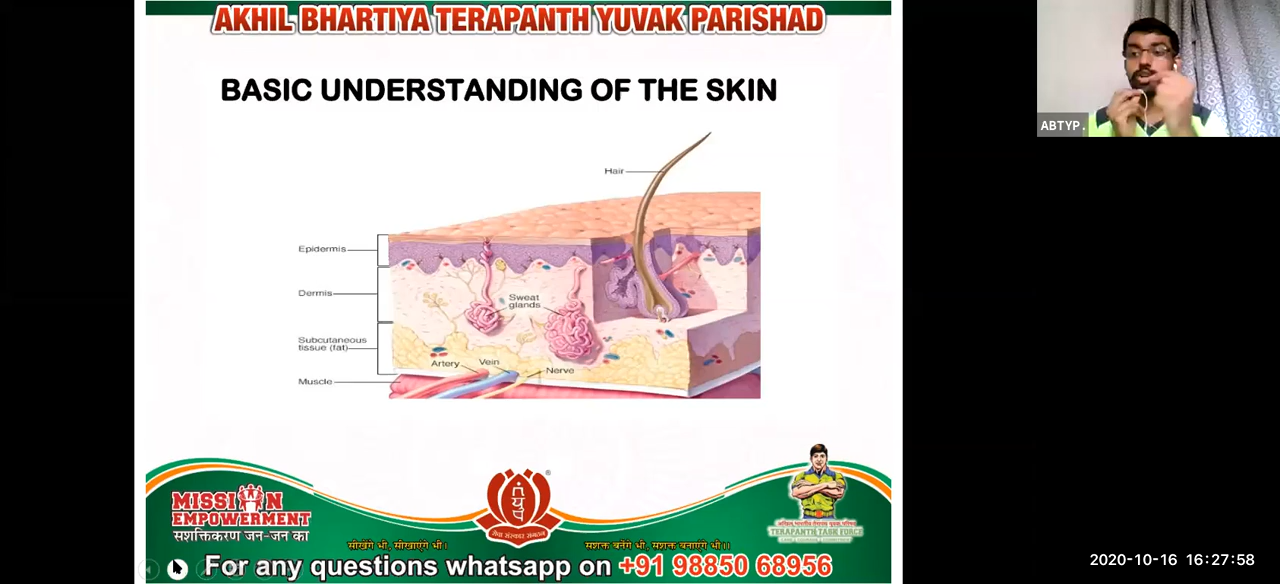 AKHIL BHARTIYA TERAPANTH YUVAK PARISHAD
BASIC UNDERSTANDING OF THE SKIN
ABTYP.
Hair
Epidermis
Dermis
Sweat
glands
Subcutaneous
tissue (fat)
Artery
Vein
Nerve
Muscle
MISSION
EMPOWERMENT
सशक्तिकरण जन-जन का
सेवा संस्कार संगठन
TERAPANTH TASK FORCE
सीखेंगे भी, सीखाएंगे भी।
सशक्त बनेंगे भी, सशक्त बनाएंगे भी।।
For any questions whatsapp on +91 98850 68956
2020-10-16 16:27:58